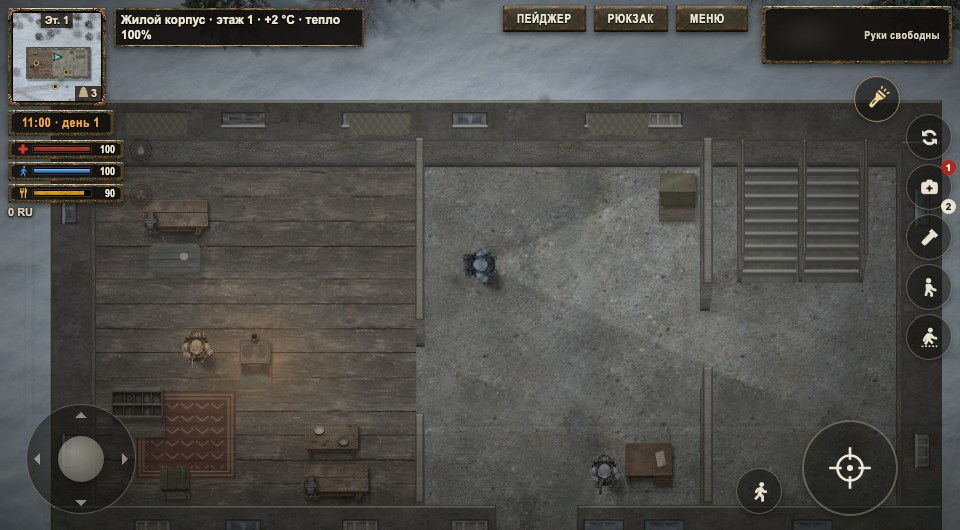 Эт. 1
3
Жилой корпус · этаж 1 · +2 °C · тепло
100%
ПЕЙДЖЕР
РЮКЗАК
МЕНЮ
Руки свободны
11:00 · день 1
100
100
90
0 RU
1
2